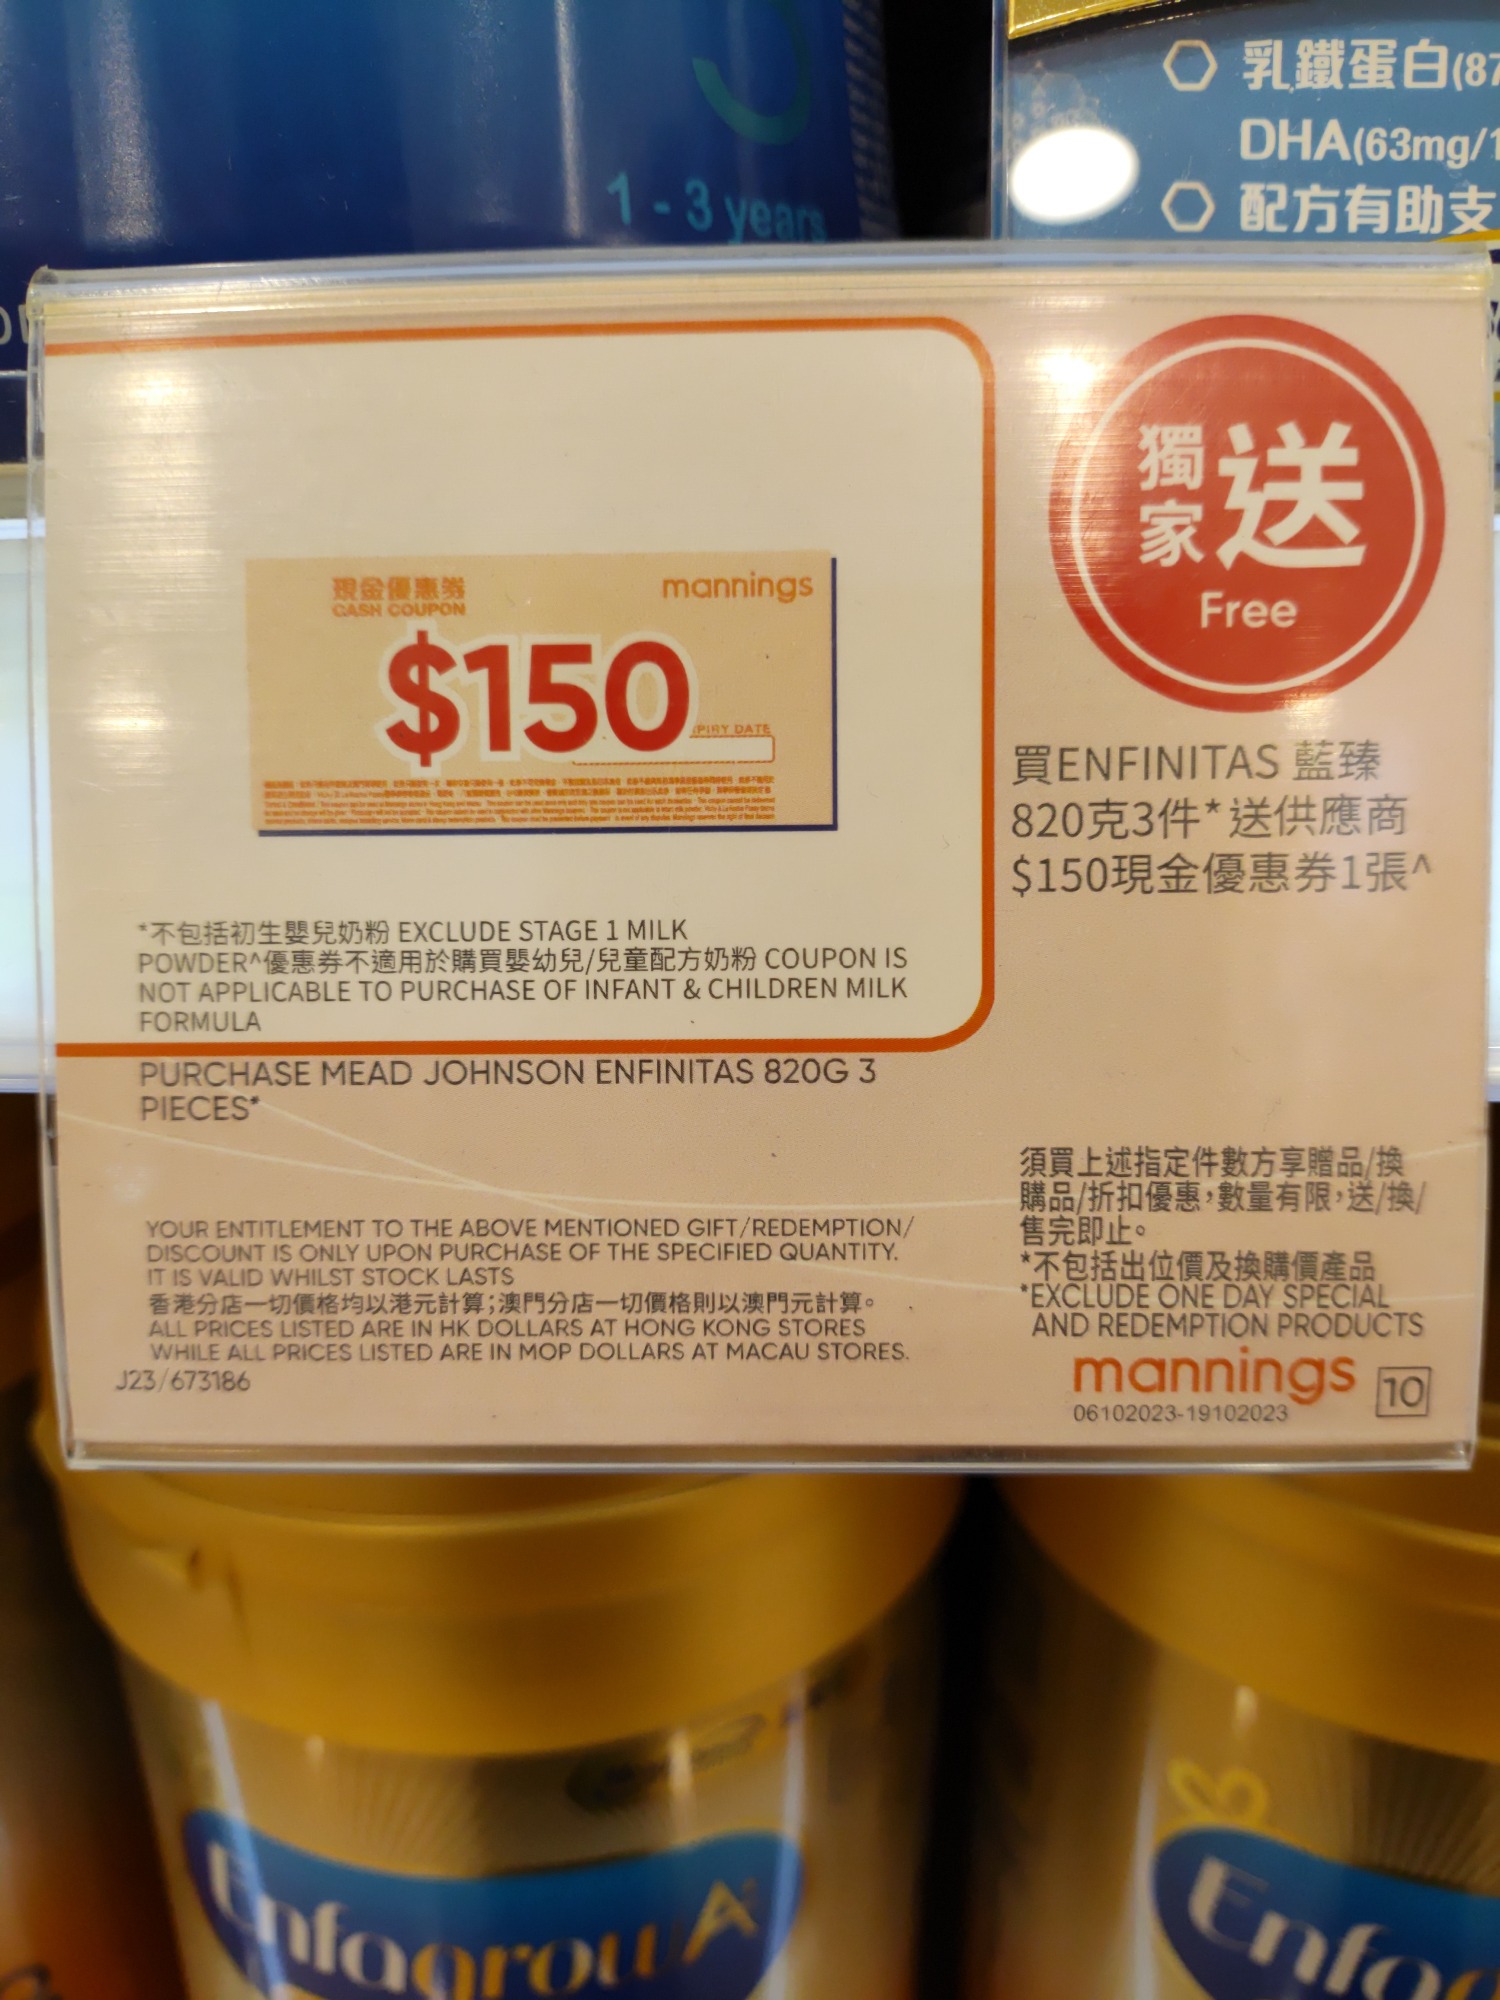 1 - 3 years
乳鐵蛋白(87
DHA(63mg/1
配方有助支
獨家送
Free
現金優惠券
CASH COUPON
mannings
$150
PIRY DATE
買ENFINITAS 藍臻
820克3件*送供應商
$150現金優惠券1張^
*不包括初生嬰兒奶粉 EXCLUDE STAGE 1 MILK
POWDER^優惠券不適用於購買嬰幼兒/兒童配方奶粉 COUPON IS
NOT APPLICABLE TO PURCHASE OF INFANT & CHILDREN MILK
FORMULA
PURCHASE MEAD JOHNSON ENFINITAS 820G 3
PIECES*
YOUR ENTITLEMENT TO THE ABOVE MENTIONED GIFT/REDEMPTION/
DISCOUNT IS ONLY UPON PURCHASE OF THE SPECIFIED QUANTITY.
IT IS VALID WHILST STOCK LASTS
香港分店一切價格均以港元計算;澳門分店一切價格則以澳門元計算。
ALL PRICES LISTED ARE IN HK DOLLARS AT HONG KONG STORES
WHILE ALL PRICES LISTED ARE IN MOP DOLLARS AT MACAU STORES.
J23/673186
須買上述指定件數方享贈品/換
購品/折扣優惠,數量有限,送/換/
售完即止。
*不包括出位價及換購價產品
*EXCLUDE ONE DAY SPECIAL
AND REDEMPTION PRODUCTS
mannings
10
06102023-19102023
Enfagrow A+
Enfag